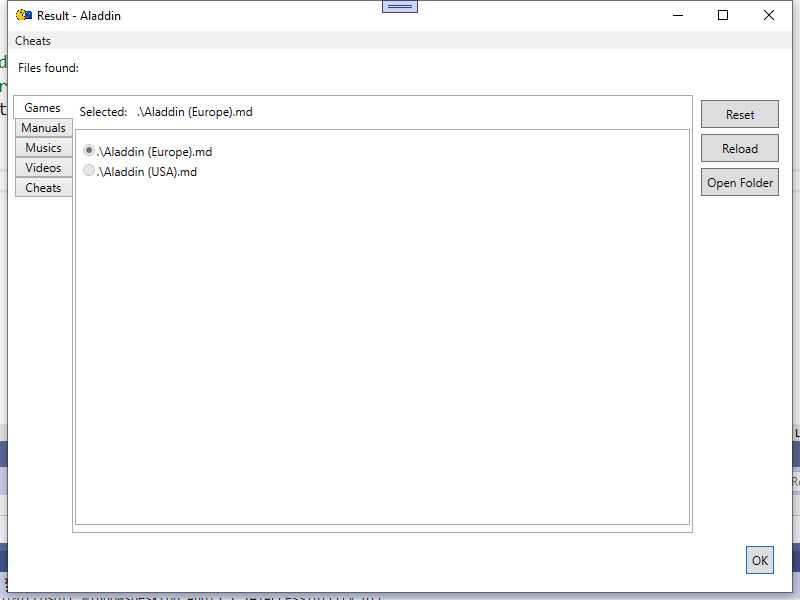 Result - Aladdin
Cheats
Files found:
Games
Selected: .\Aladdin (Europe).md
Reset
Manuals
Musics
.\Aladdin (Europe).md
Reload
Videos
.\Aladdin (USA).md
Open Folder
Cheats
OK